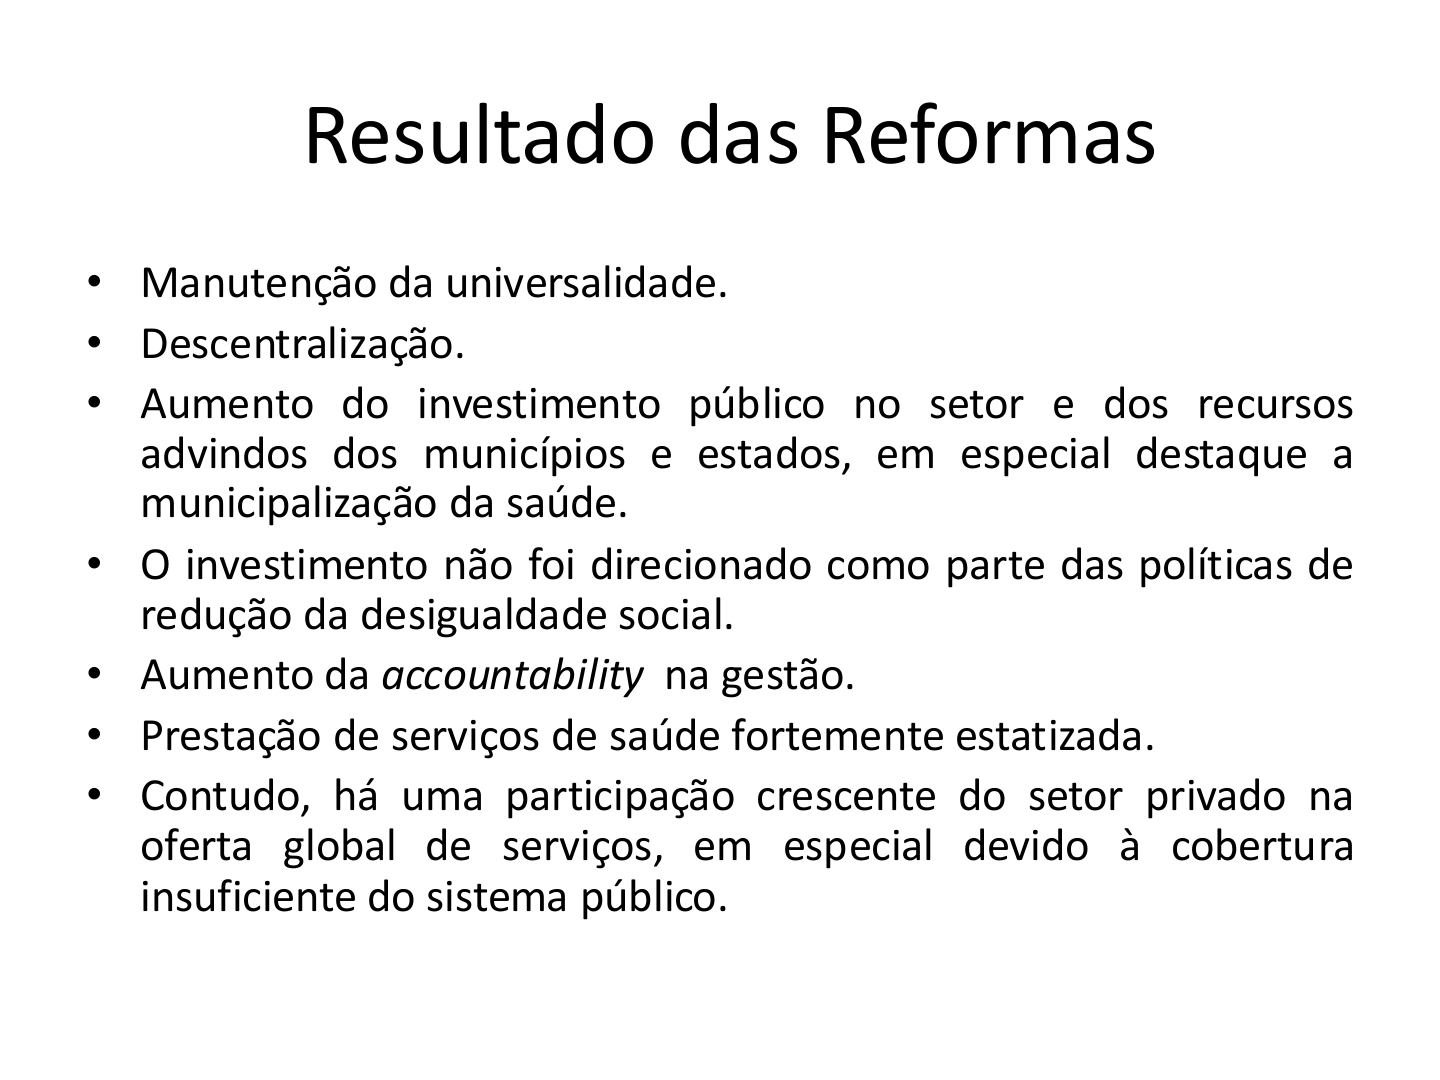 Resultado das Reformas
• Manutenção da universalidade.
• Descentralização.
• Aumento do investimento público no setor e dos recursos
advindos dos municípios e estados, em especial destaque a
municipalização da saúde.
• O investimento não foi direcionado como parte das políticas de
redução da desigualdade social.
• Aumento da accountability na gestão.
• Prestação de serviços de saúde fortemente estatizada.
• Contudo, há uma participação crescente do setor privado na
oferta global de serviços, em especial devido à cobertura
insuficiente do sistema público.